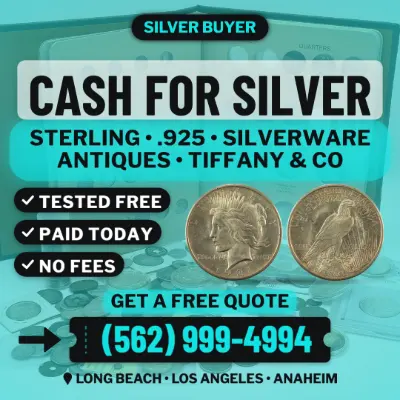 SILVER BUYER
QUARTERS
CASH FOR SILVER
STERLING • .925 • SILVERWARE
ANTIQUES • TIFFANY & CO
TESTED FREE
PAID TODAY
NO FEES
GET A FREE QUOTE
(562) 999-4994
LONG BEACH • LOS ANGELES • ANAHEIM